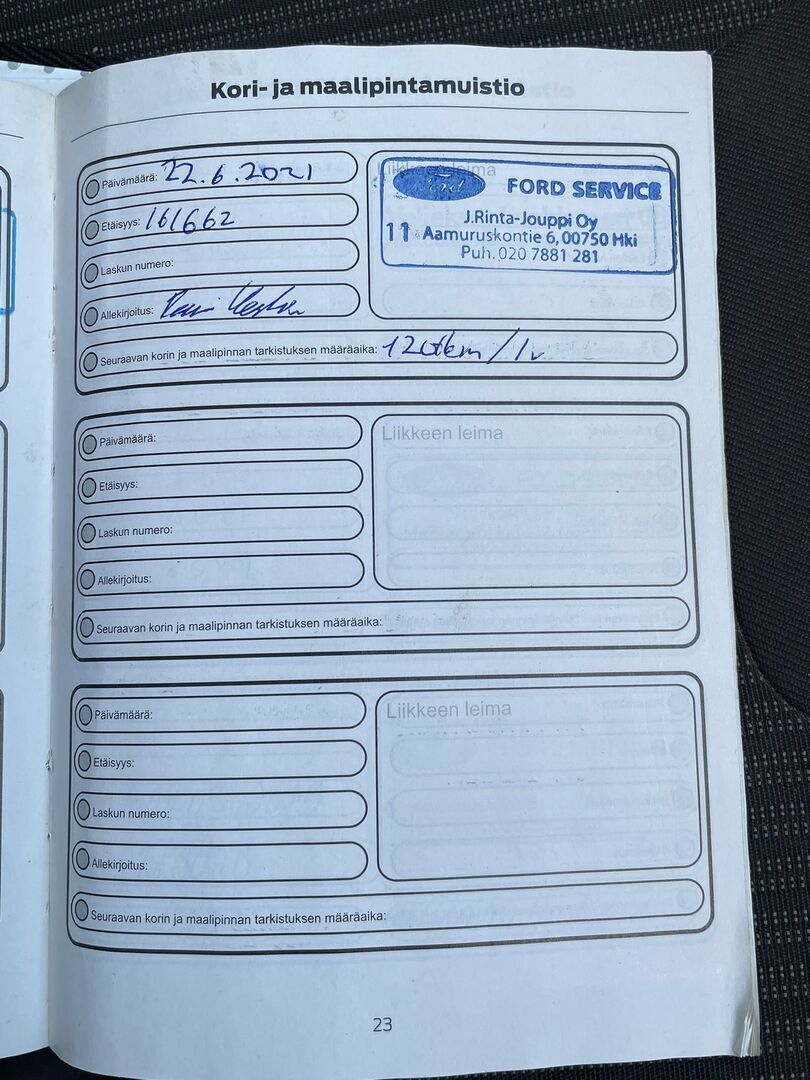 Kori- ja maalipintamuistio
Päivämäärä: 22.6.2021
Liikkeen leima
Ford FORD SERVICE
J.Rinta-Jouppi Oy
11 Aamuruskontie 6, 00750 Hki
Puh. 020 7881 281
Etäisyys: 161662
Laskun numero:
Allekirjoitus:
Seuraavan korin ja maalipinnan tarkistuksen määräaika:
Päivämäärä:
Liikkeen leima
Etäisyys:
Laskun numero:
Allekirjoitus:
Seuraavan korin ja maalipinnan tarkistuksen määräaika:
Päivämäärä:
Liikkeen leima
Etäisyys:
Laskun numero:
Allekirjoitus:
Seuraavan korin ja maalipinnan tarkistuksen määräaika:
23